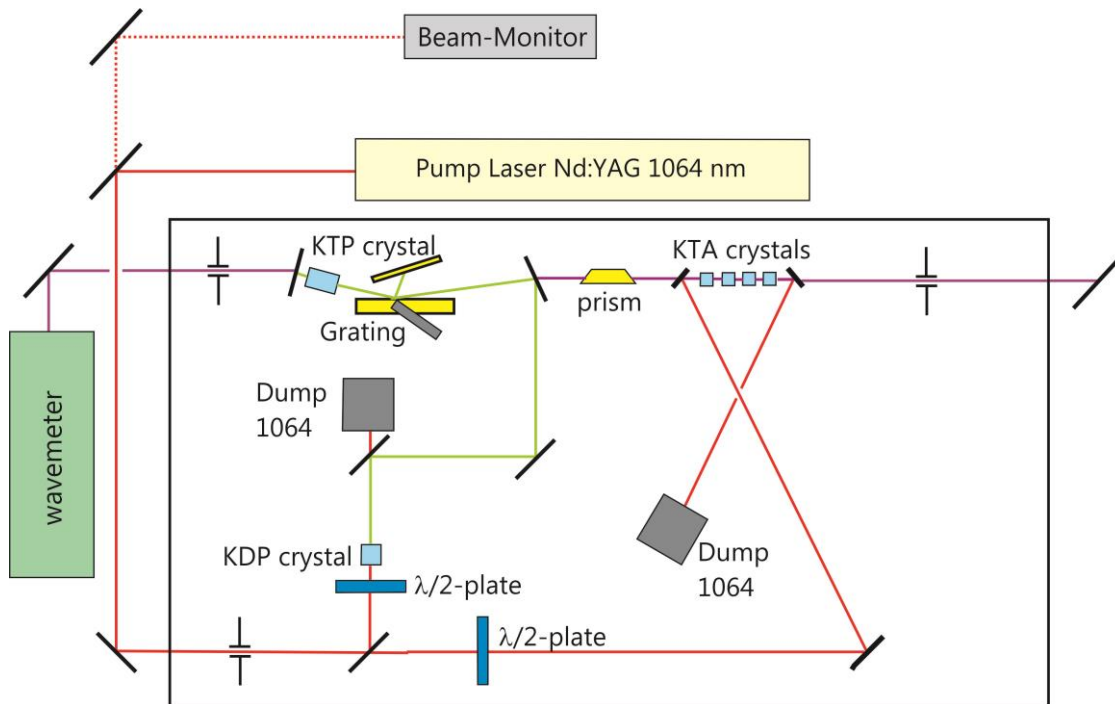 Beam-Monitor
Pump Laser Nd:YAG 1064 nm
KTP crystal
KTA crystals
prism
Grating
Dump
1064
wavemeter
KDP crystal
λ/2-plate
Dump
1064
λ/2-plate